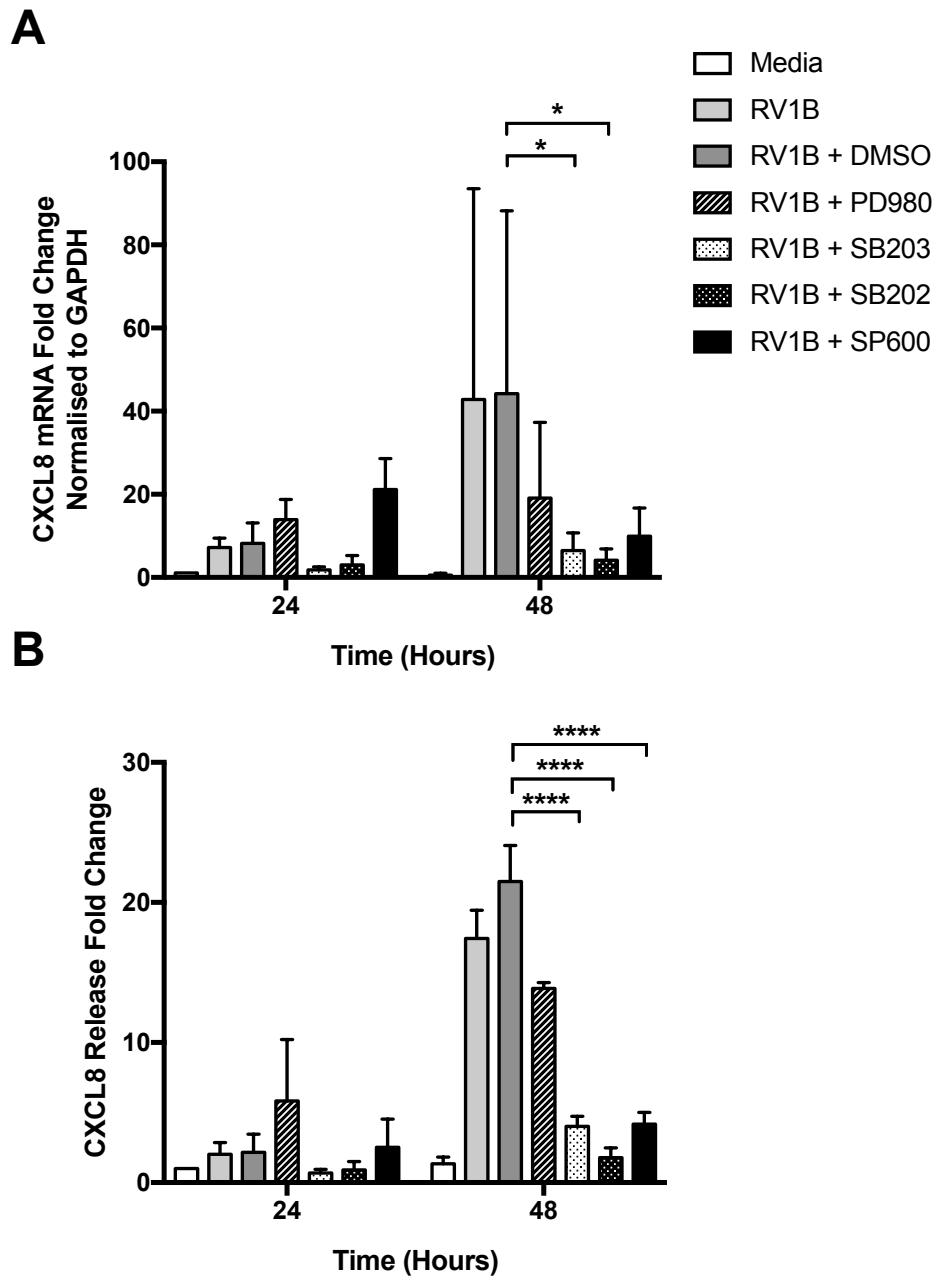 A
Media
RV1B
RV1B + DMSO
RV1B + PD980
RV1B + SB203
RV1B + SB202
RV1B + SP600
*
*
CXCL8 mRNA Fold Change
Normalised to GAPDH
100
80
60
40
20
0
24
48
Time (Hours)
B
****
****
****
CXCL8 Release Fold Change
30
20
10
0
24
48
Time (Hours)